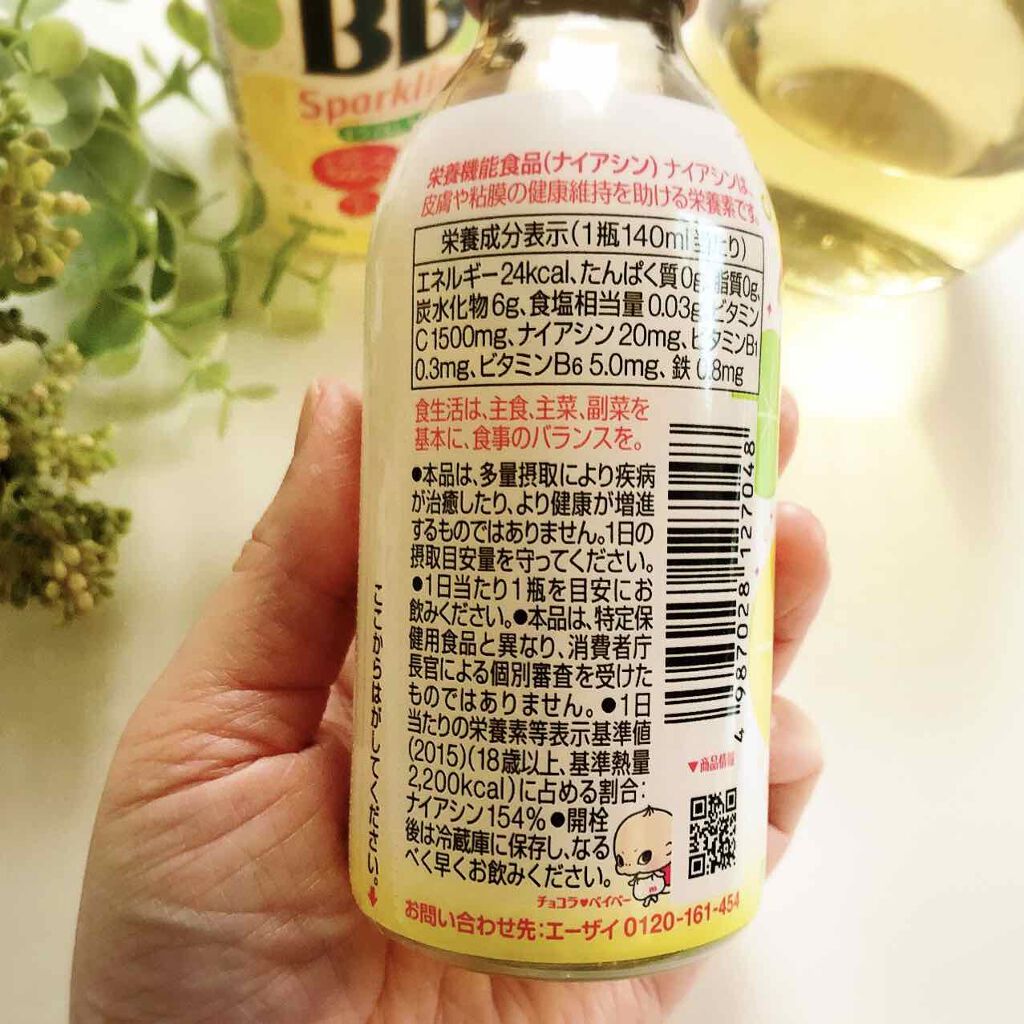 BB
Sparkling
栄養機能食品(ナイアシン) ナイアシンは、
皮膚や粘膜の健康維持を助ける栄養素です。
栄養成分表示(1瓶140ml当たり)
エネルギー24kcal、たんぱく質0g、脂質0g、
炭水化物6g、食塩相当量0.03g、ビタミン
C1500mg、ナイアシン20mg、ビタミンB1
0.3mg、ビタミンB6 5.0mg、鉄0.8mg
食生活は、主食、主菜、副菜を
基本に、食事のバランスを。
●本品は、多量摂取により疾病
が治癒したり、より健康が増進
するものではありません。1日の
摂取目安量を守ってください。
●1日当たり1瓶を目安にお
飲みください。●本品は、特定保
健用食品と異なり、消費者庁
長官による個別審査を受けた
ものではありません。●1日
当たりの栄養素等表示基準値
(2015)(18歳以上、基準熱量
2,200kcal)に占める割合:
ナイアシン154% ●開栓
後は冷蔵庫に保存し、なる
べく早くお飲みください。
チョコラ♥ベイベー
お問い合わせ先:エーザイ 0120-161-454
ここからはがしてください。
4 987028 127048
▼商品情報